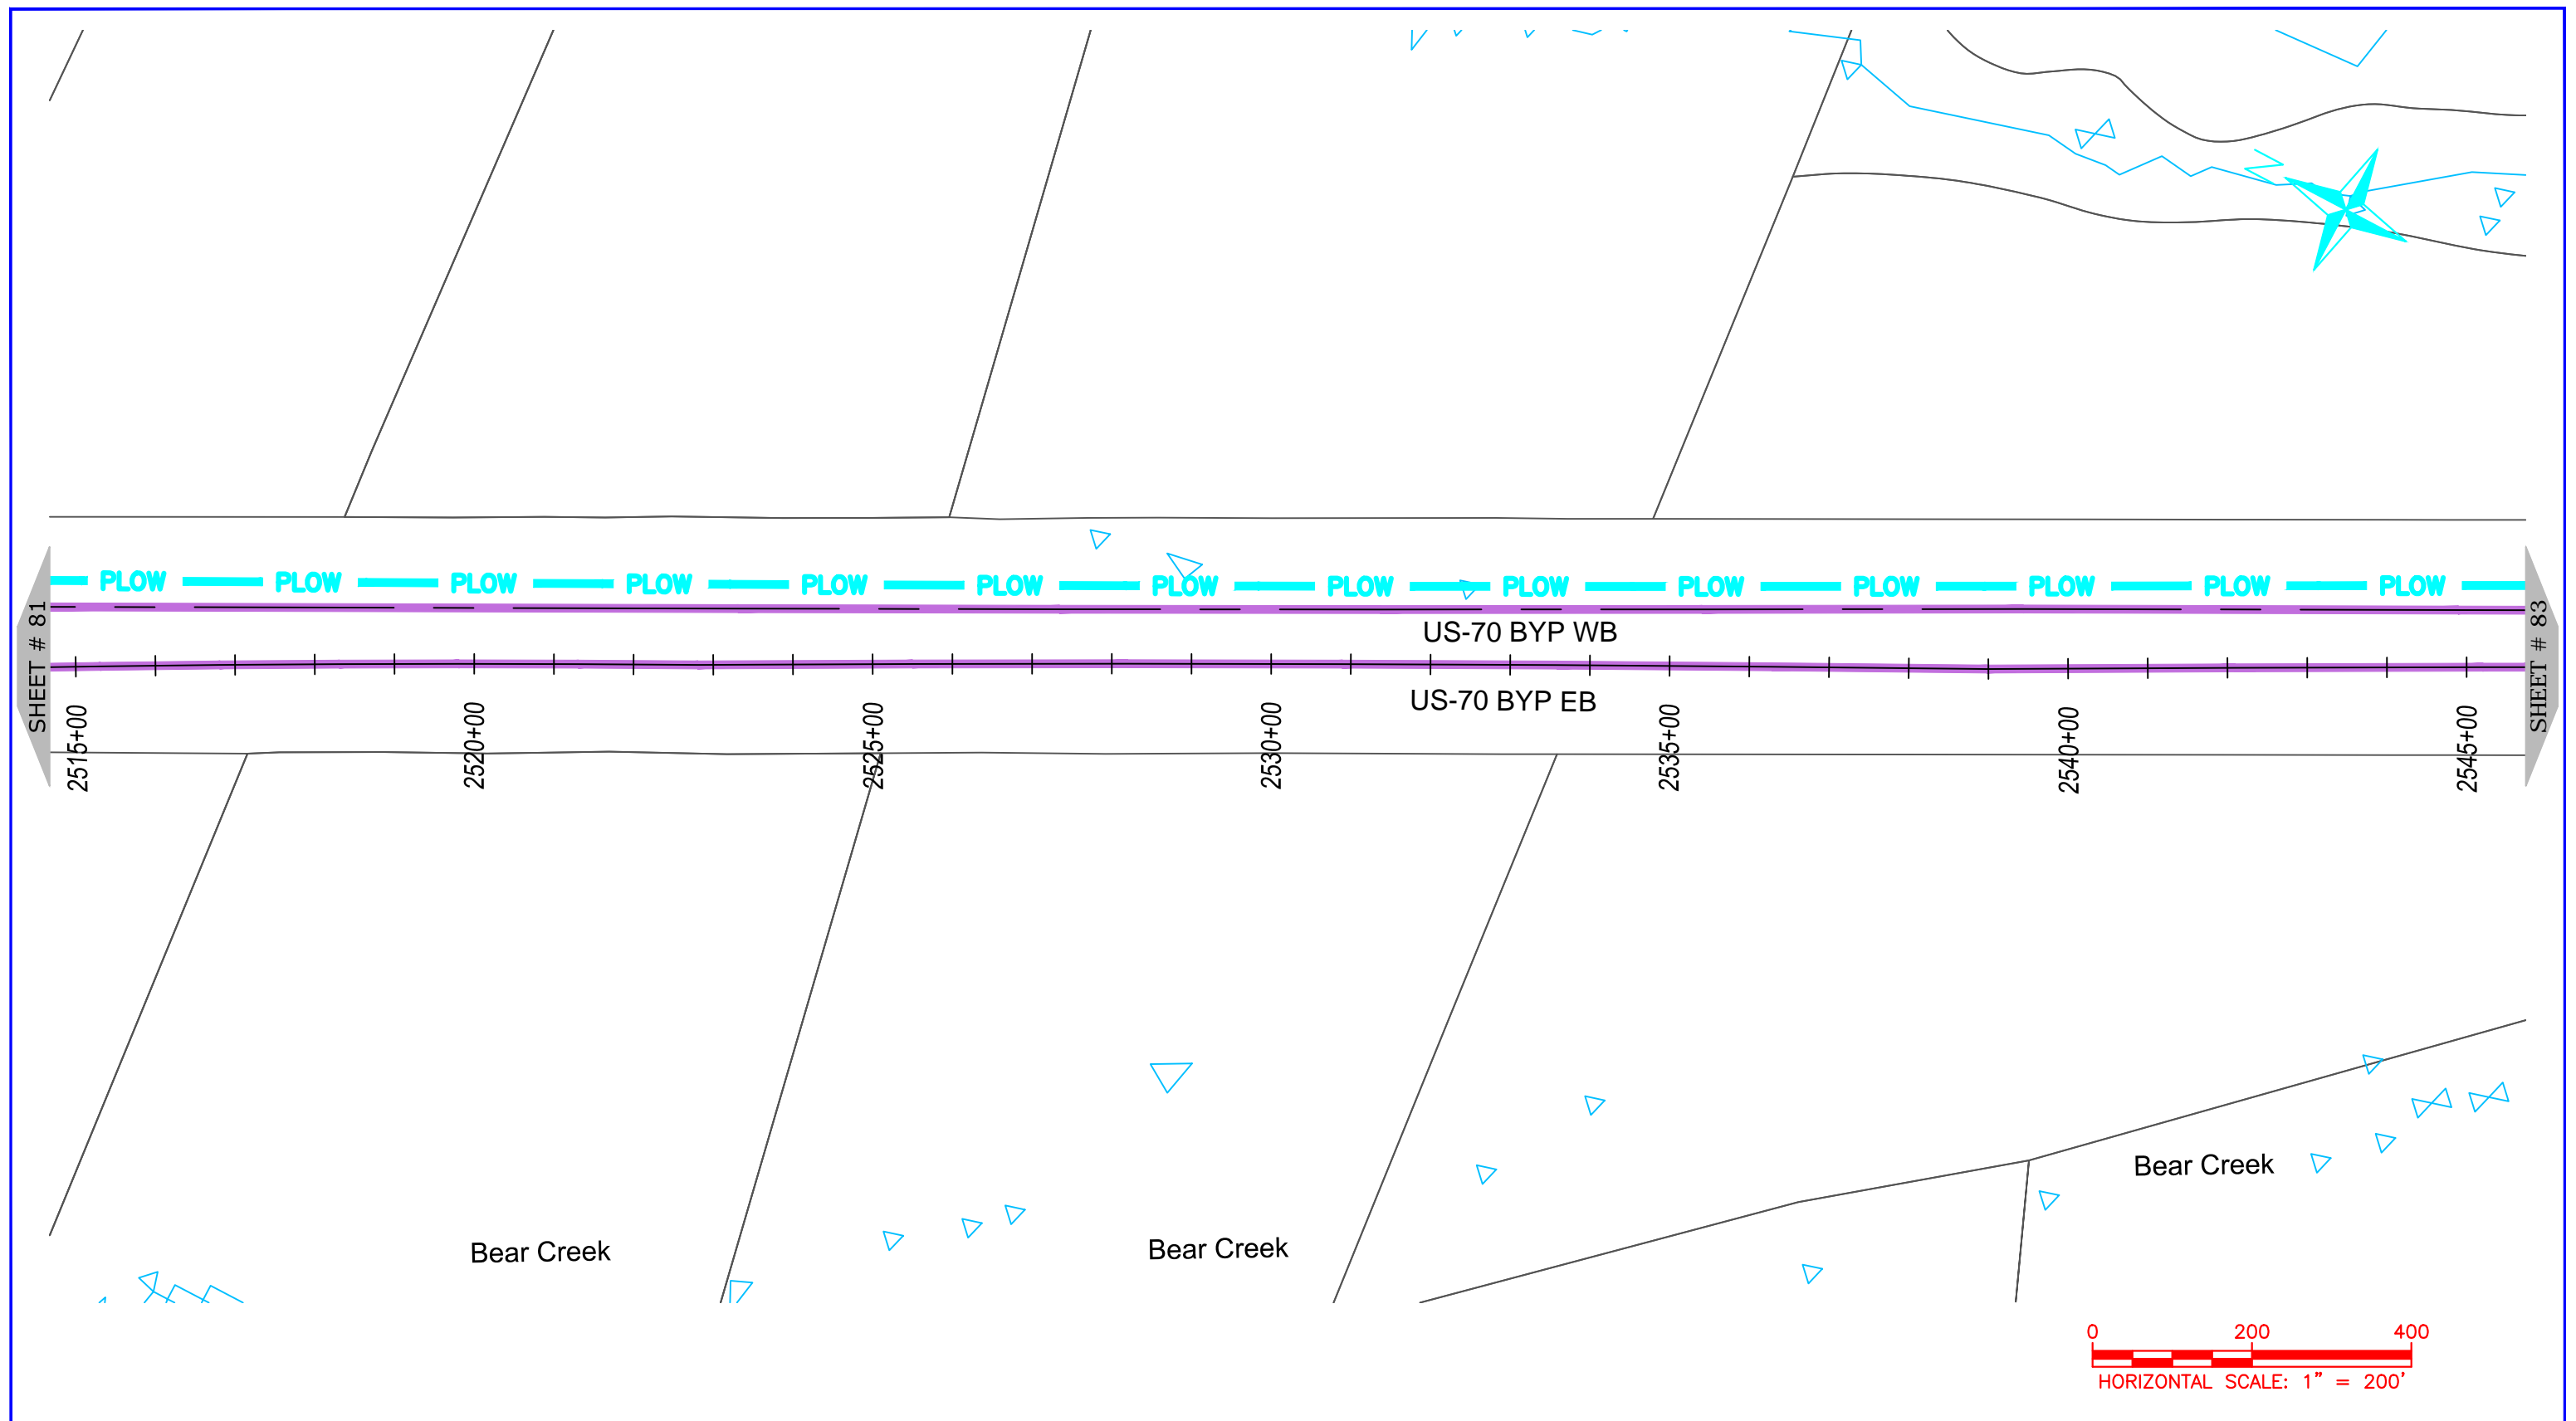 N
PLOW PLOW PLOW PLOW PLOW PLOW PLOW PLOW PLOW PLOW PLOW PLOW PLOW PLOW
SHEET # 81
SHEET # 83
US-70 BYP WB
US-70 BYP EB
2515+00
2520+00
2525+00
2530+00
2535+00
2540+00
2545+00
Bear Creek
Bear Creek
Bear Creek
0 200 400
HORIZONTAL SCALE: 1" = 200'